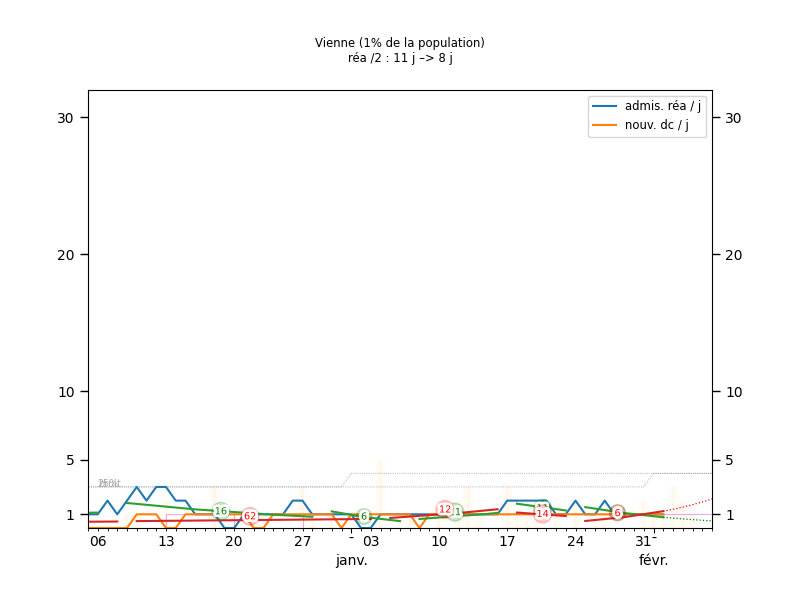 Vienne (1% de la population)
réa /2 : 11 j –> 8 j
admis. réa / j
nouv. dc / j
30 30
20 20
10 10
5 5
1 1
16 62 6 12 14 6
06 13 20 27 - 03 10 17 24 31 -
janv. févr.